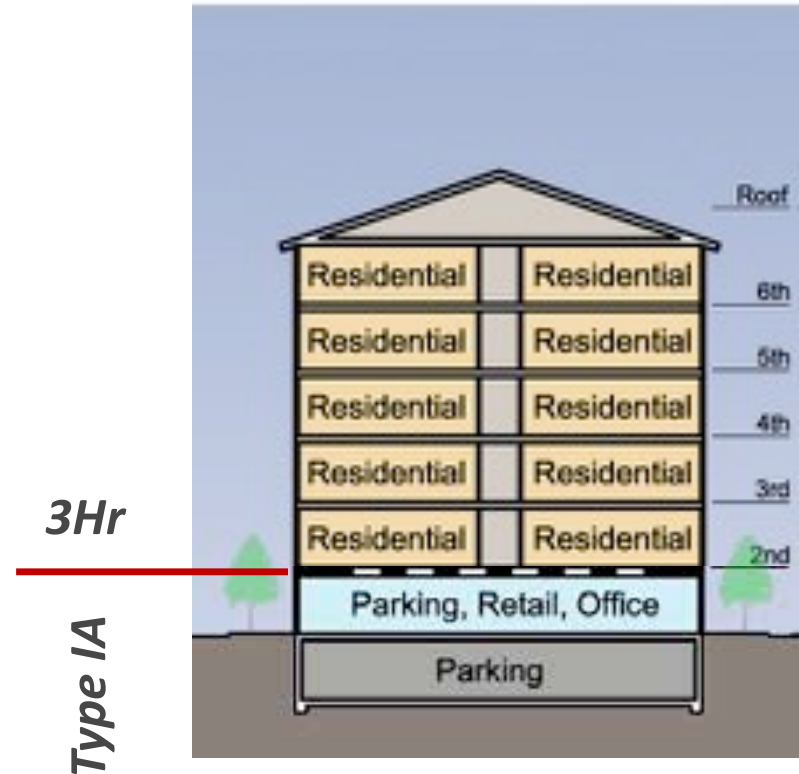 Roof
Residential Residential
6th
Residential Residential
5th
Residential Residential
4th
Residential Residential
3rd
3Hr
Residential Residential
2nd
Parking, Retail, Office
Parking
Type IA